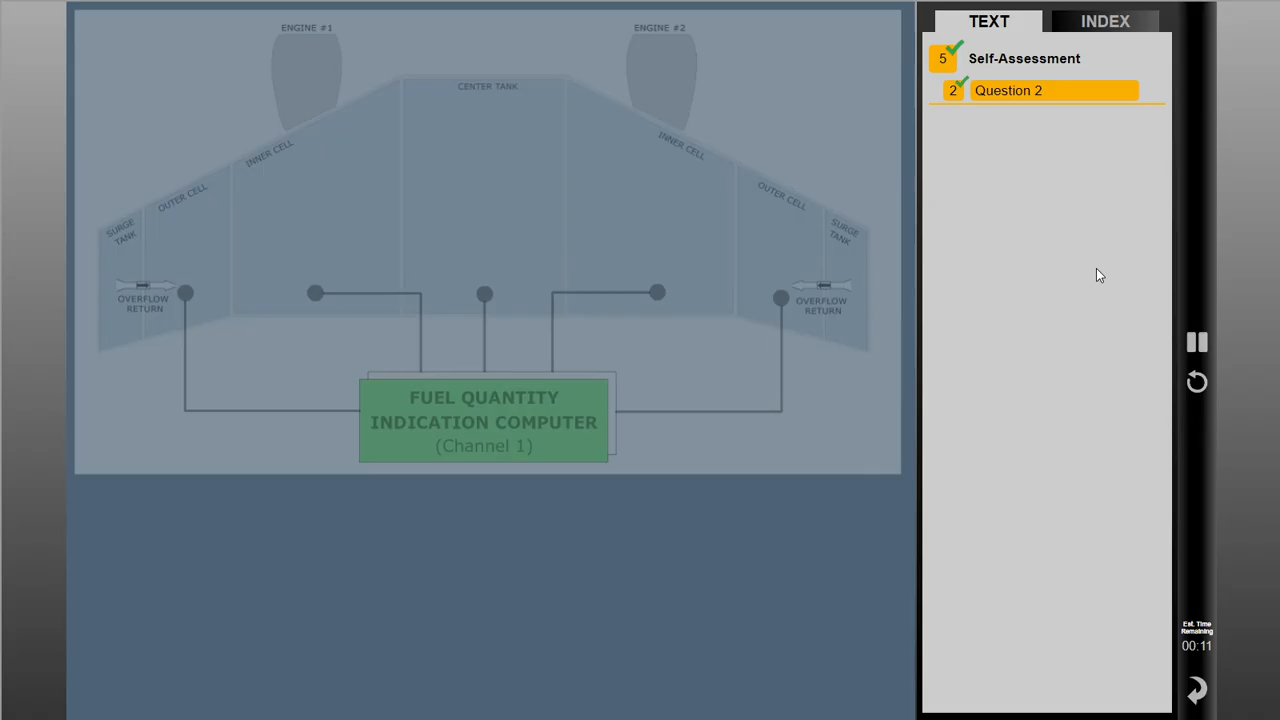 ENGINE #1
ENGINE #2
CENTER TANK
INNER CELL
INNER CELL
OUTER CELL
OUTER CELL
SURGE
TANK
SURGE
TANK
OVERFLOW
RETURN
OVERFLOW
RETURN
FUEL QUANTITY
INDICATION COMPUTER
(Channel 1)
TEXT
INDEX
5 Self-Assessment
2 Question 2
Est. Time
Remaining
00:11